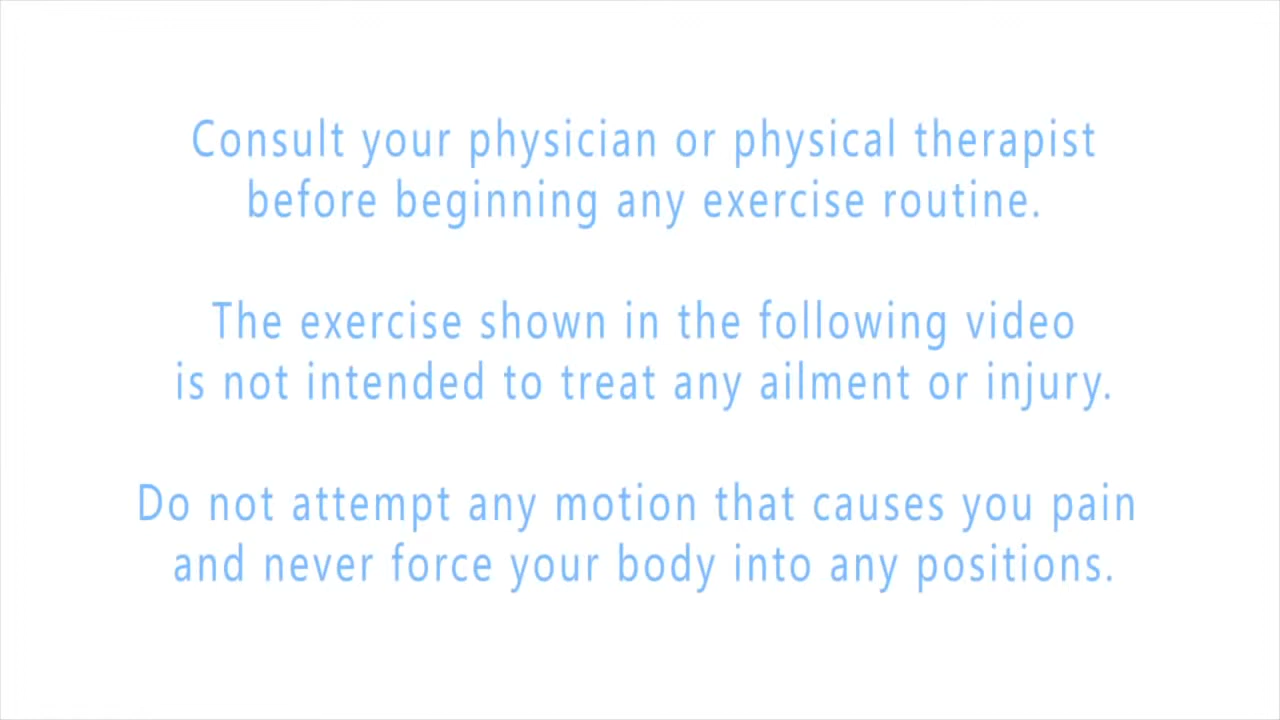 Consult your physician or physical therapist
before beginning any exercise routine.
The exercise shown in the following video
is not intended to treat any ailment or injury.
Do not attempt any motion that causes you pain
and never force your body into any positions.